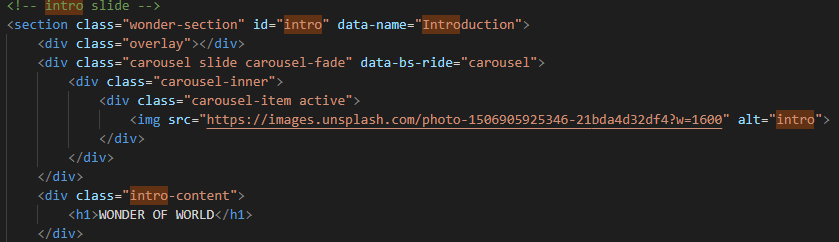 <!-- intro slide -->
<section class="wonder-section" id="intro" data-name="Introduction">
<div class="overlay"></div>
<div class="carousel slide carousel-fade" data-bs-ride="carousel">
<div class="carousel-inner">
<div class="carousel-item active">
<img src="https://images.unsplash.com/photo-1506905925346-21bda4d32df4?w=1600" alt="intro">
</div>
</div>
</div>
<div class="intro-content">
<h1>WONDER OF WORLD</h1>
</div>